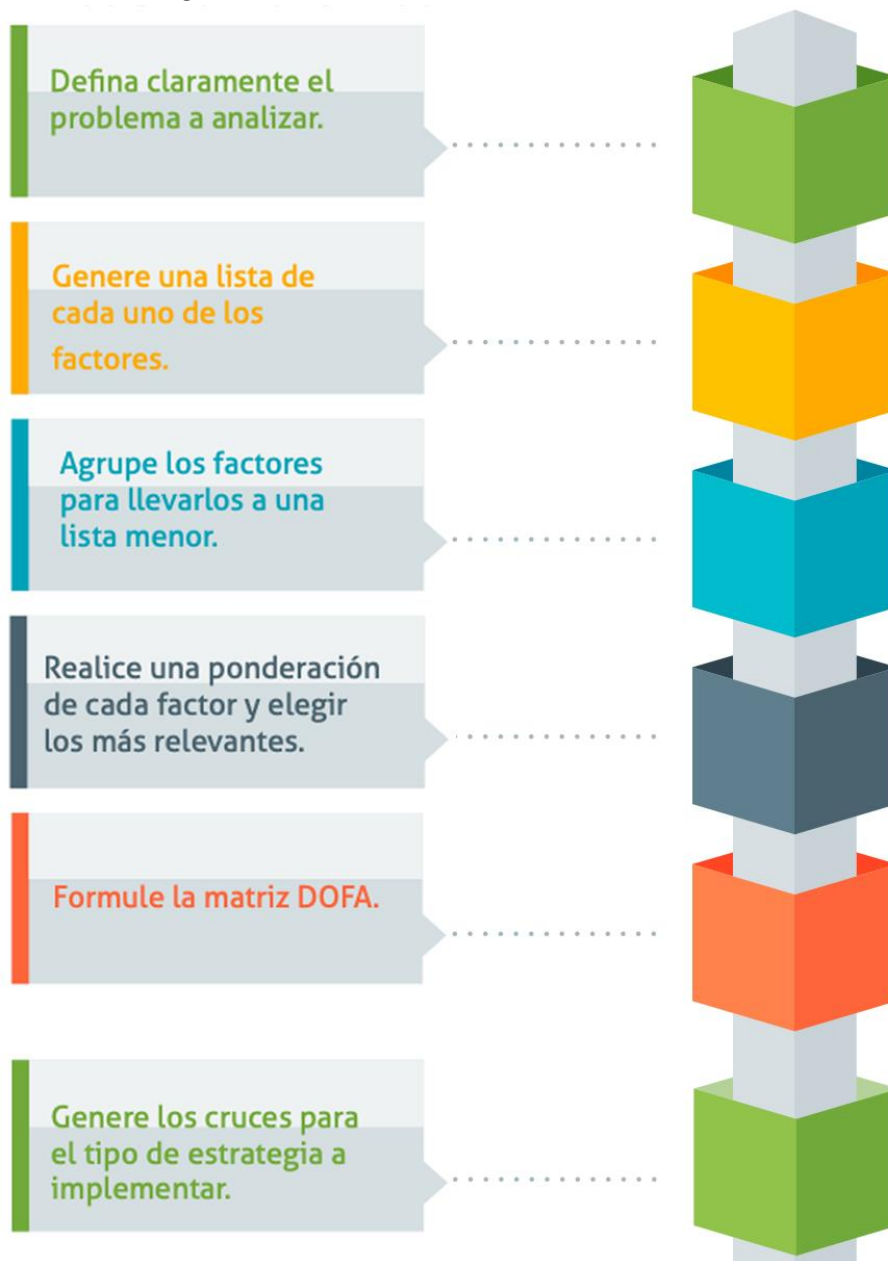 Defina claramente el
problema a analizar.
Genere una lista de
cada uno de los
factores.
Agrupe los factores
para llevarlos a una
lista menor.
Realice una ponderación
de cada factor y elegir
los más relevantes.
Formule la matriz DOFA.
Genere los cruces para
el tipo de estrategia a
implementar.